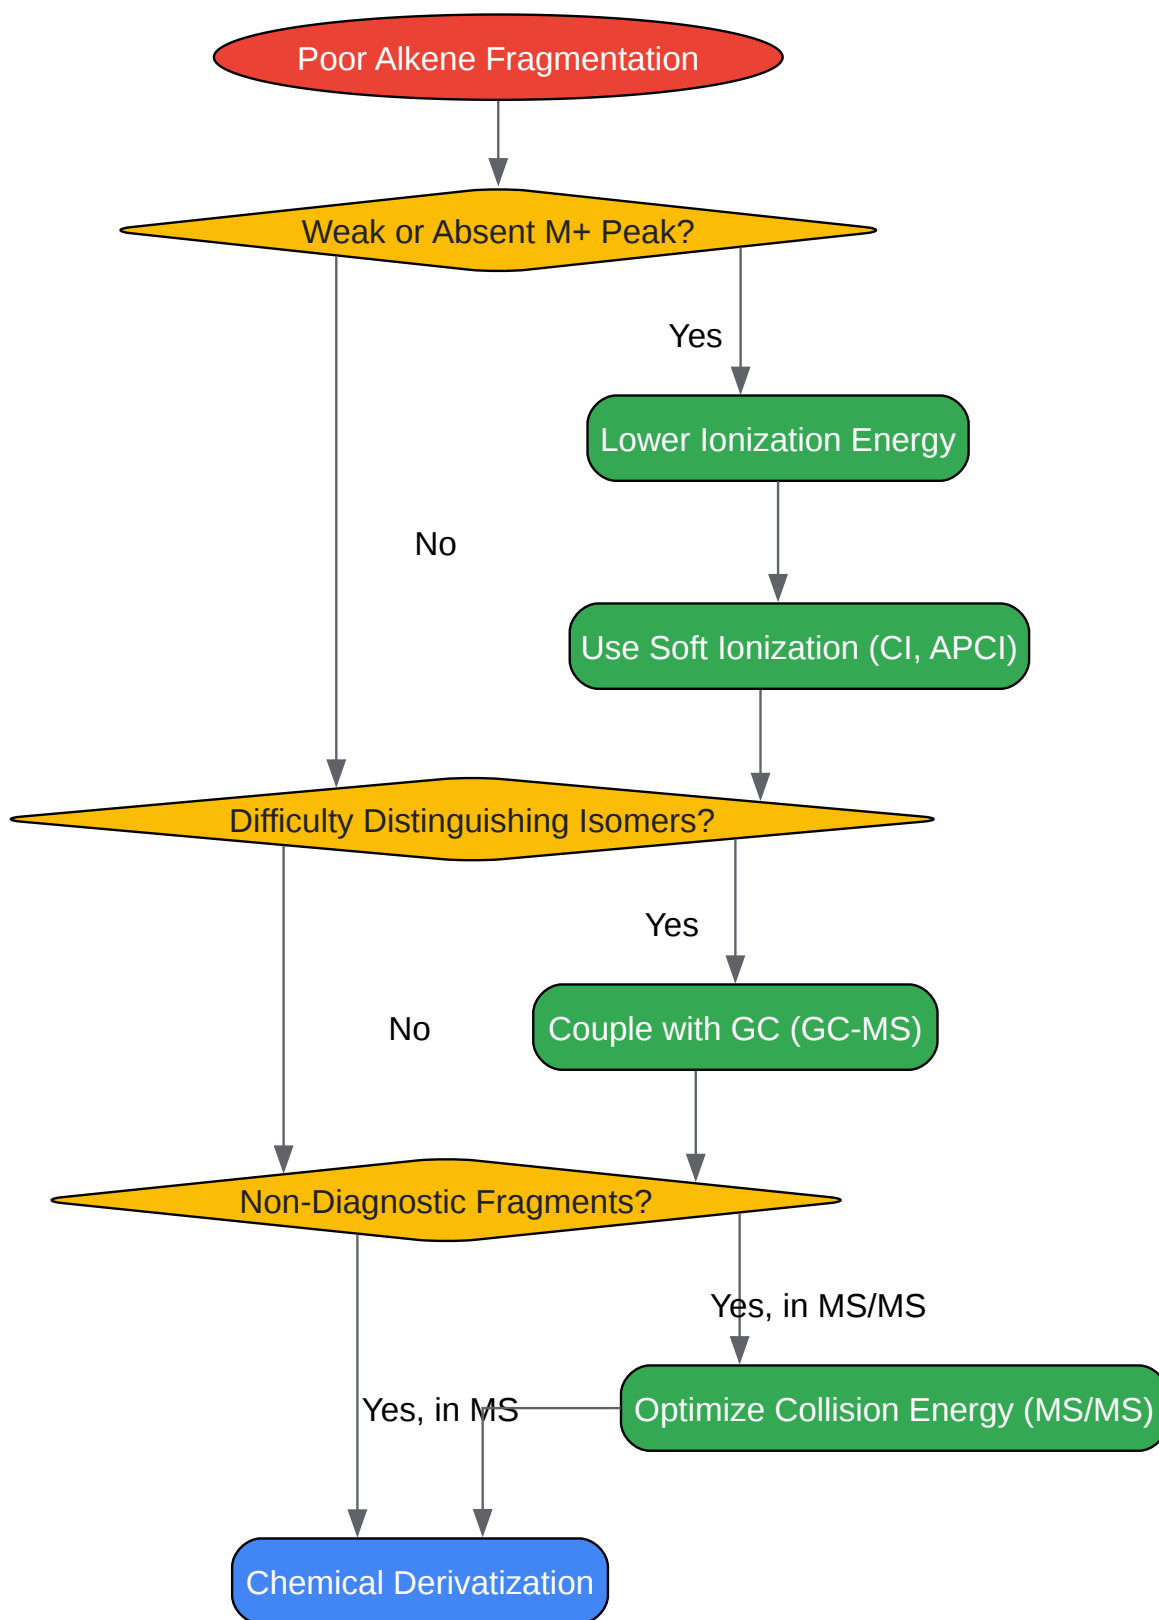 Poor Alkene Fragmentation
Weak or Absent M+ Peak?
Yes
Lower Ionization Energy
No
Use Soft Ionization (CI, APCI)
Difficulty Distinguishing Isomers?
Yes
No
Couple with GC (GC-MS)
Non-Diagnostic Fragments?
Yes, in MS/MS
Yes, in MS
Optimize Collision Energy (MS/MS)
Chemical Derivatization